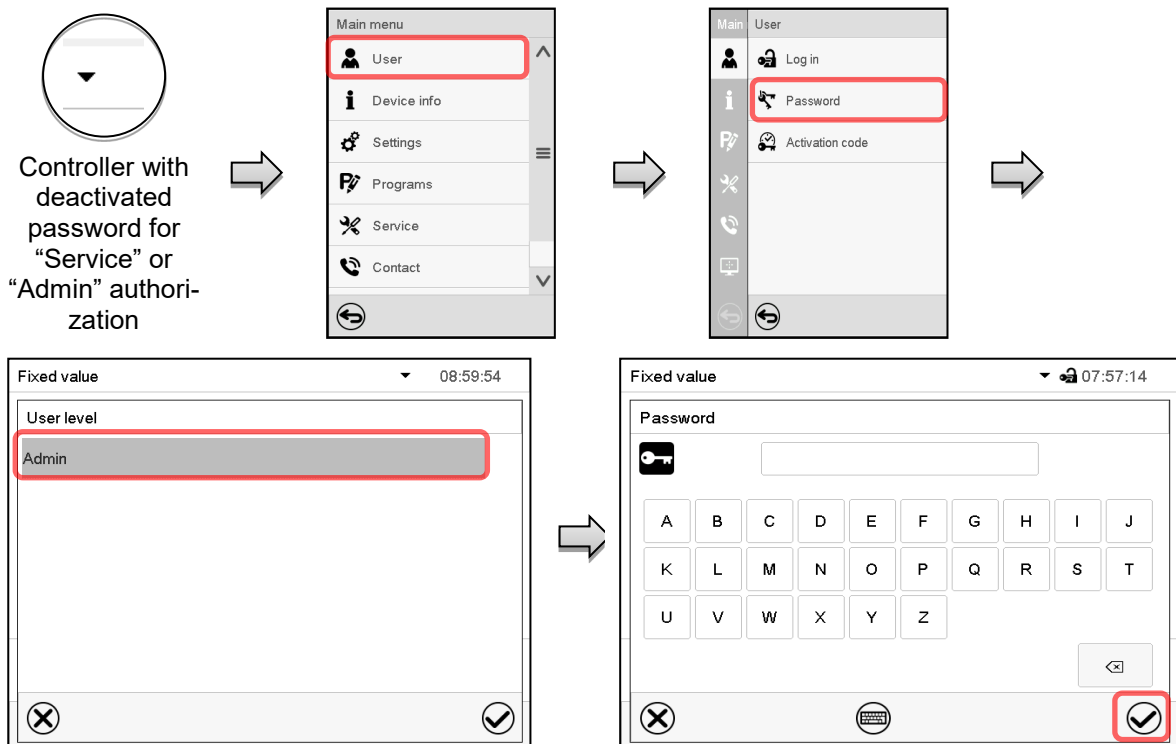 Controller with
deactivated
password for
“Service” or
“Admin” authori-
zation
Main menu
User
Device info
Settings
Programs
Service
Contact
Main User
Log in
Password
Activation code
Fixed value 08:59:54
User level
Admin
Fixed value 07:57:14
Password
A B C D E F G H I J
K L M N O P Q R S T
U V W X Y Z